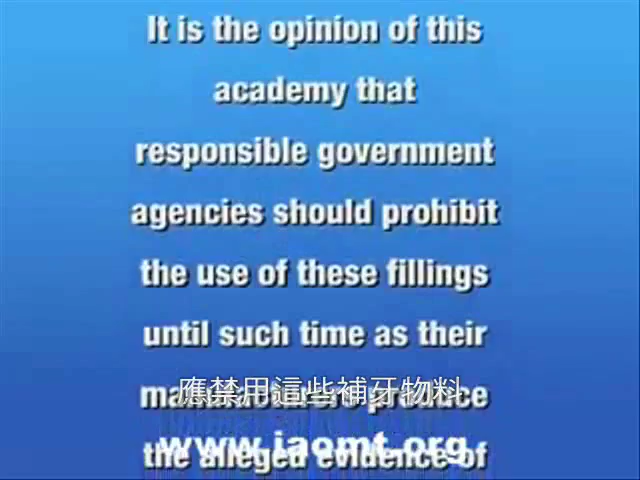 It is the opinion of this
academy that
responsible government
agencies should prohibit
the use of these fillings
until such time as their
manufacturers produce
應禁用這些補牙物料
the alleged evidence of
www.iaomt.org